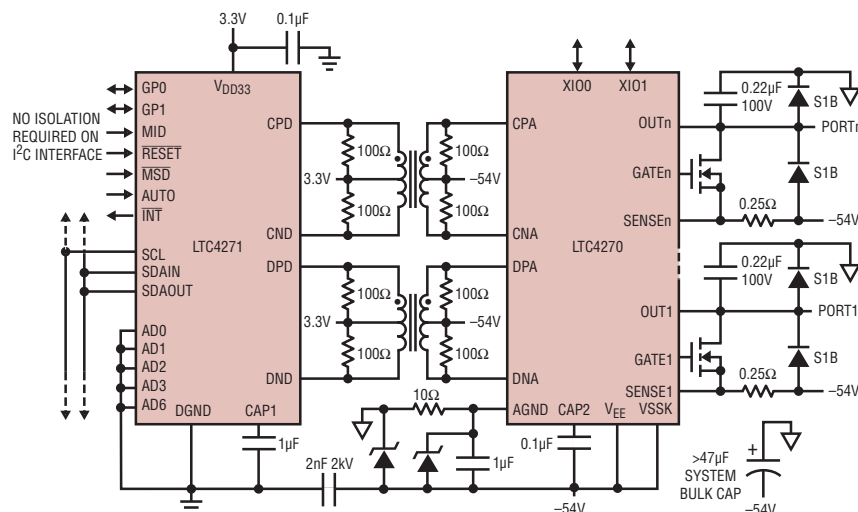 3.3V
0.1µF
GP0
GP1
MID
RESET
MSD
AUTO
INT
SCL
SDAIN
SDAOUT
AD0
AD1
AD2
AD3
AD6
NO ISOLATION
REQUIRED ON
I²C INTERFACE
VDD33
LTC4271
CPD
CND
DPD
DND
DGND
CAP1
1µF
2nF 2kV
100Ω
100Ω
3.3V
100Ω
100Ω
–54V
100Ω
100Ω
3.3V
100Ω
100Ω
–54V
10Ω
1µF
XIO0
XIO1
CPA
CNA
DPA
DNA
AGND
CAP2
VEE
VSSK
LTC4270
0.1µF
–54V
OUTn
GATEn
SENSEn
OUT1
GATE1
SENSE1
0.22µF
100V
S1B
PORTn
S1B
0.25Ω
–54V
0.22µF
100V
S1B
PORT1
S1B
0.25Ω
–54V
+
>47µF
SYSTEM
BULK CAP
–54V